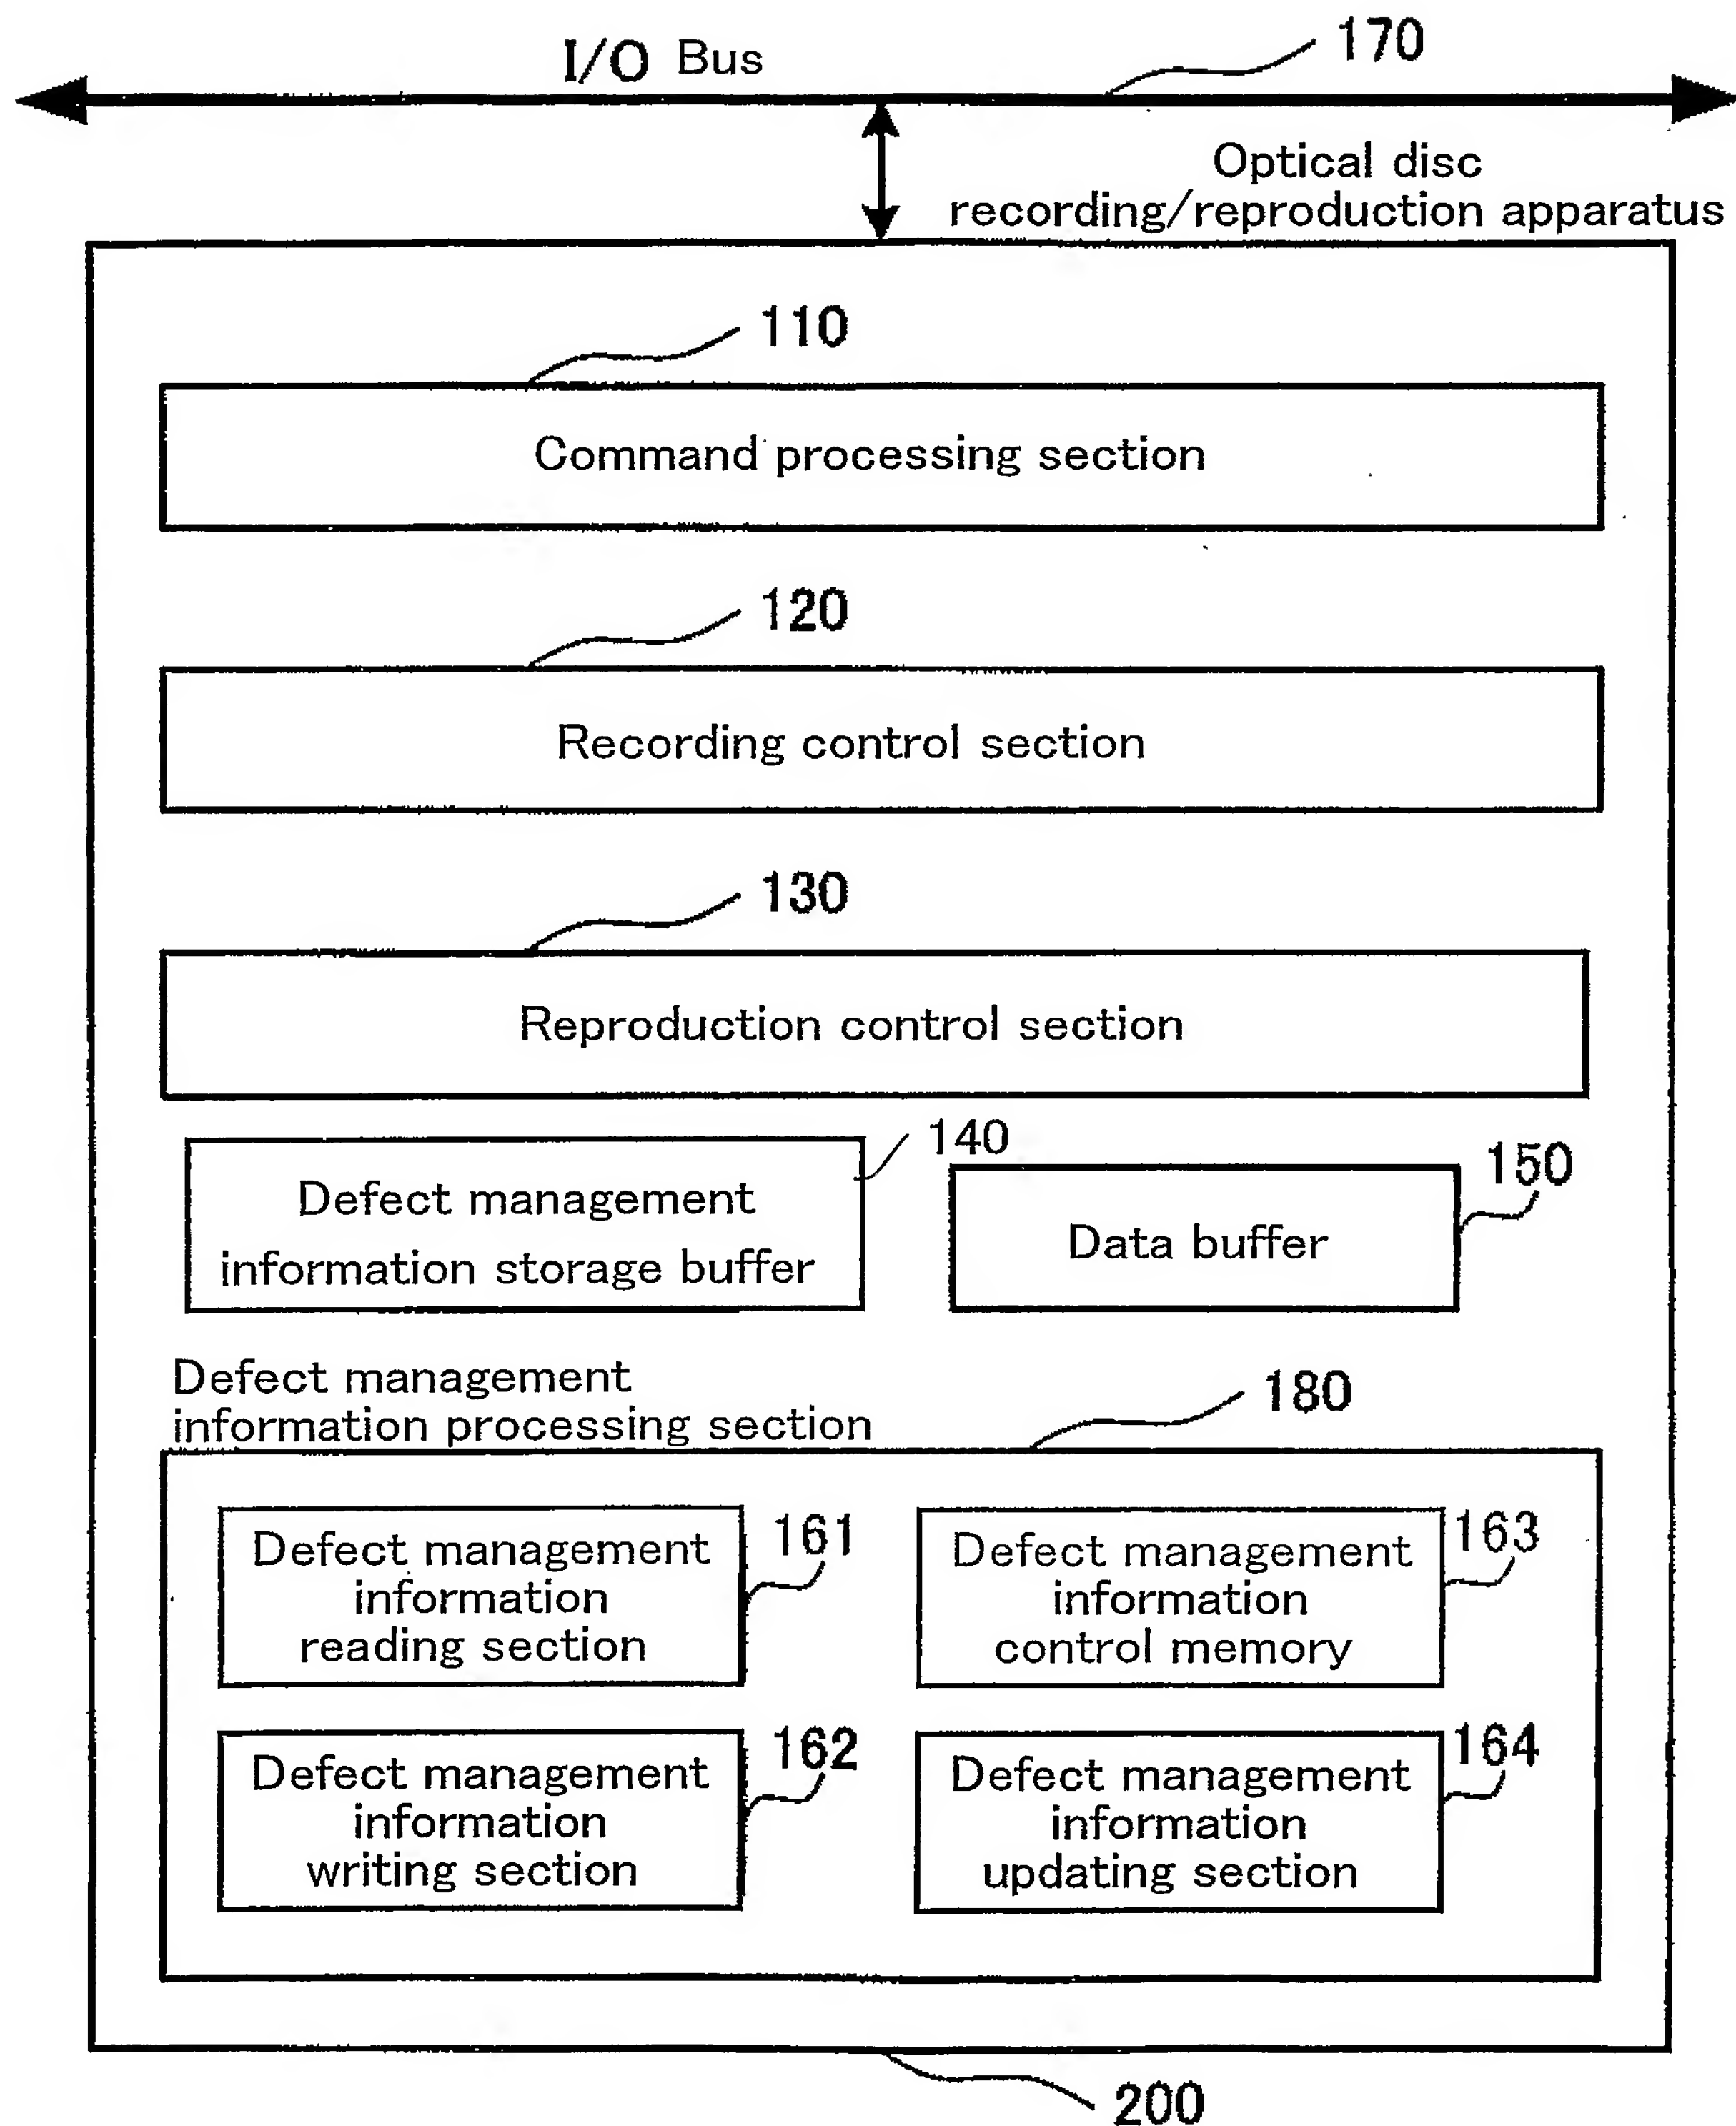 I/O Bus
170
Optical disc
recording/reproduction apparatus
110
Command processing section
120
Recording control section
130
Reproduction control section
140
Defect management
information storage buffer
150
Data buffer
Defect management
information processing section
180
Defect management
information
reading section
161
Defect management
information
control memory
163
Defect management
information
writing section
162
Defect management
information
updating section
164
200